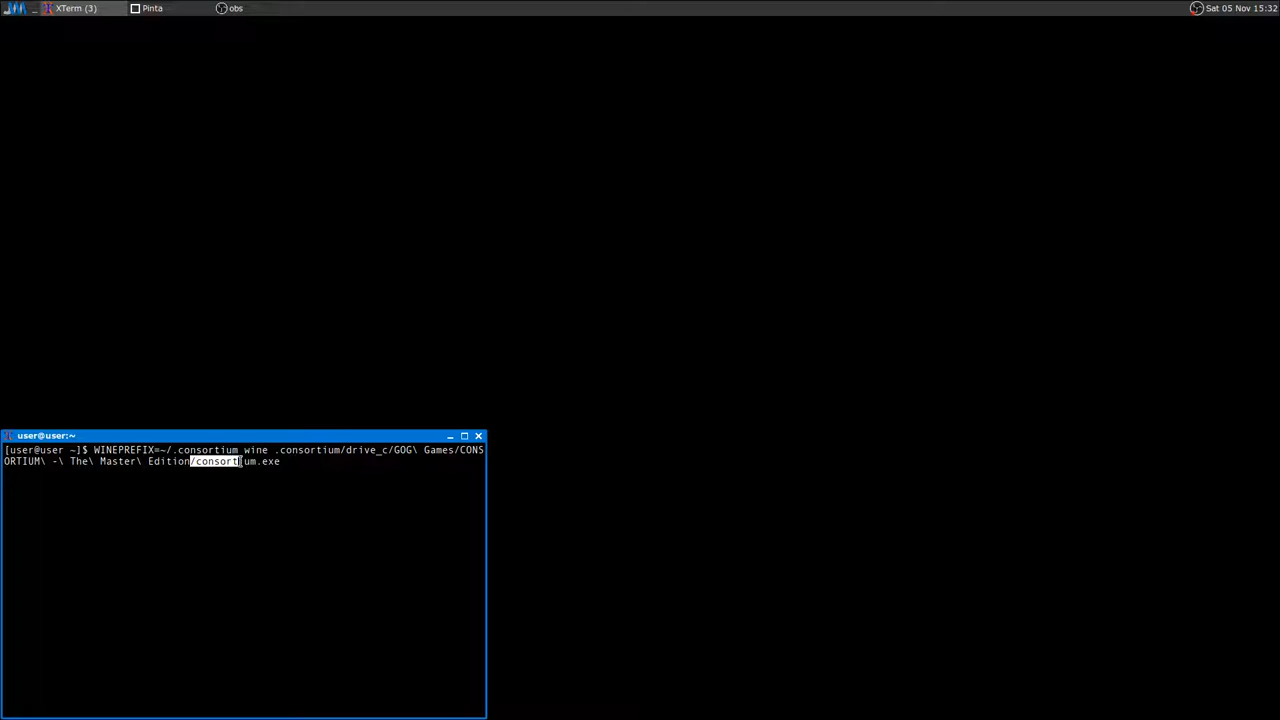 _ XTerm (3) Pinta obs Sat 05 Nov 15:32
user@user:~
[user@user ~]$ WINEPREFIX=~/.consortium wine .consortium/drive_c/GOG\ Games/CONS
ORTIUM\ -\ The\ Master\ Edition/consortium.exe